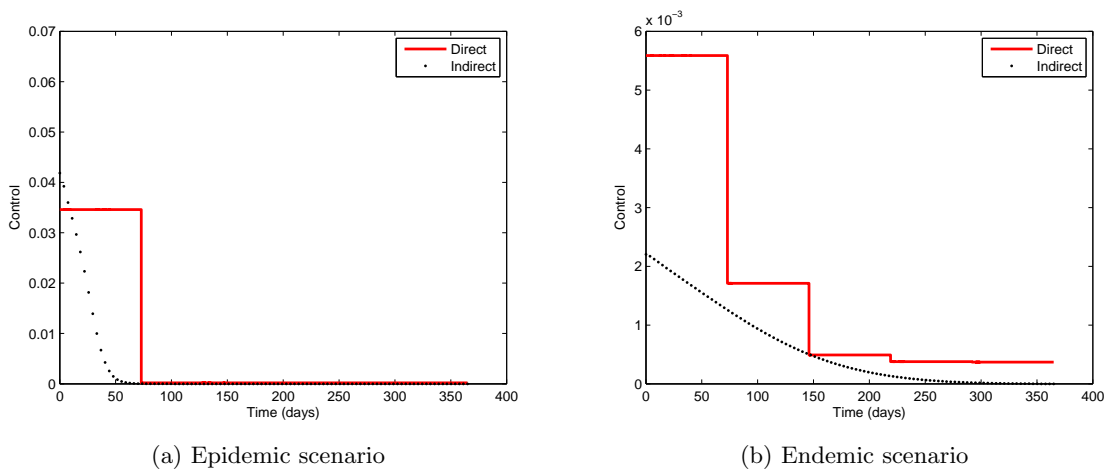 0.07
0.06
0.05
0.04
0.03
0.02
0.01
0
Control
0 50 100 150 200 250 300 350 400
Time (days)
Direct
Indirect
(a) Epidemic scenario
x 10⁻³
6
5
4
3
2
1
0
Control
0 50 100 150 200 250 300 350 400
Time (days)
Direct
Indirect
(b) Endemic scenario